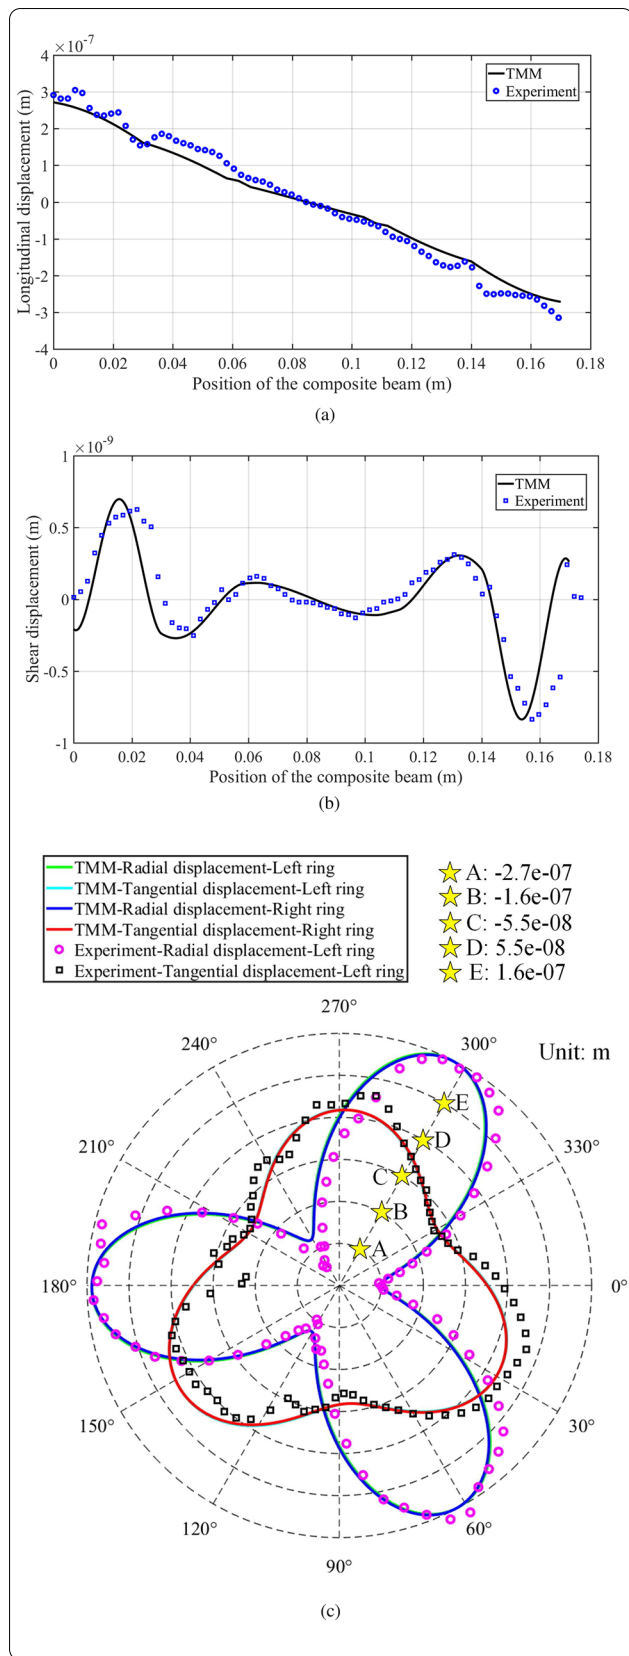 ×10-7
4
3
2
1
0
-1
-2
-3
-4
Longitudinal displacement (m)
TMM
Experiment
0 0.02 0.04 0.06 0.08 0.1 0.12 0.14 0.16 0.18
Position of the composite beam (m)
(a)
×10-9
1
0.5
0
-0.5
-1
Shear displacement (m)
TMM
Experiment
0 0.02 0.04 0.06 0.08 0.1 0.12 0.14 0.16 0.18
Position of the composite beam (m)
(b)
TMM-Radial displacement-Left ring
TMM-Tangential displacement-Left ring
TMM-Radial displacement-Right ring
TMM-Tangential displacement-Right ring
Experiment-Radial displacement-Left ring
Experiment-Tangential displacement-Left ring
A: -2.7e-07
B: -1.6e-07
C: -5.5e-08
D: 5.5e-08
E: 1.6e-07
270°
240° 300°
Unit: m
E
D
210° 330°
C
B
A
180° 0°
150° 30°
120° 60°
90°
(c)